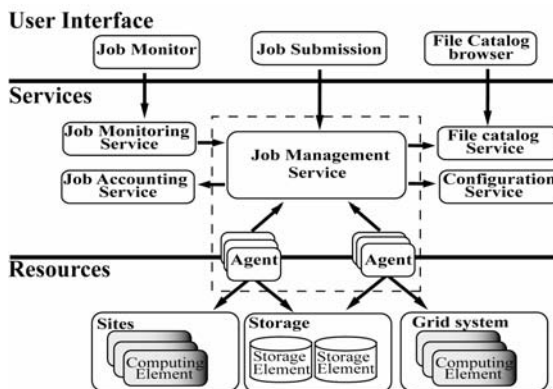 User Interface
Job Monitor
Job Submission
File Catalog
browser
Services
Job Monitoring
Service
Job Management
Service
File catalog
Service
Job Accounting
Service
Configuration
Service
Agent
Agent
Resources
Sites
Computing
Element
Storage
Storage
Element
Storage
Element
Grid system
Computing
Element